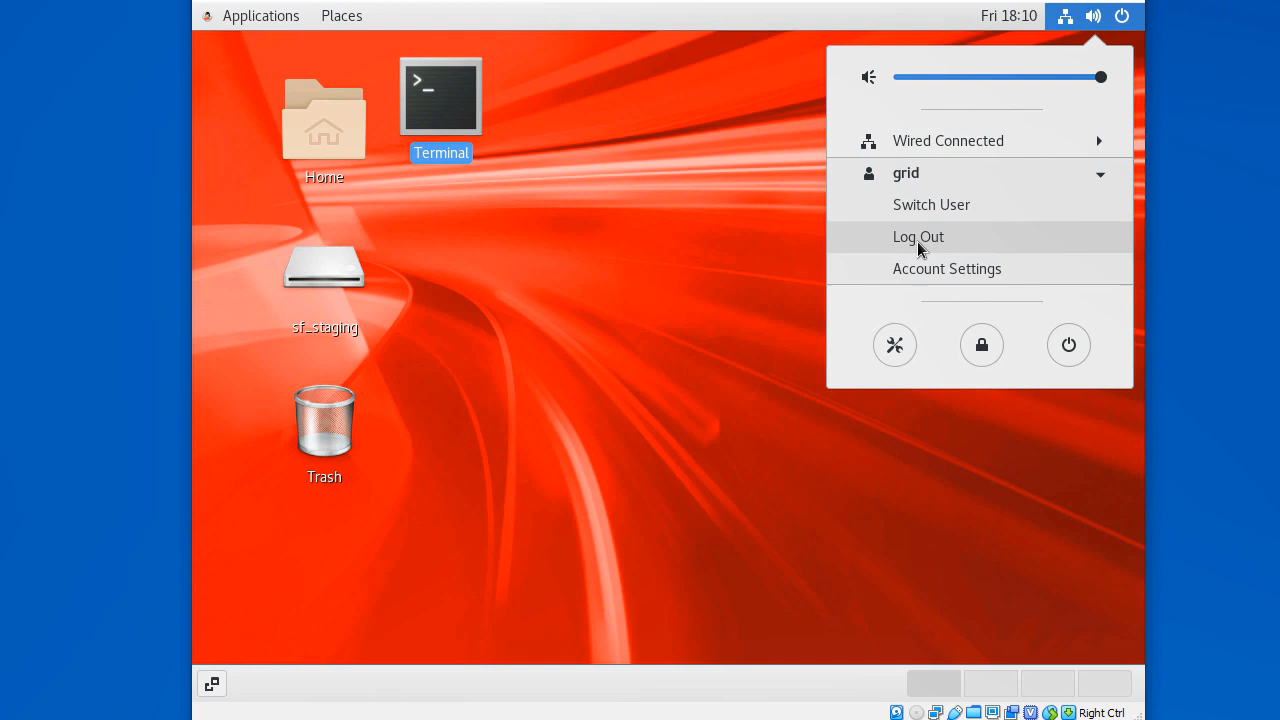 Applications Places Fri 18:10
Terminal
Home
sf_staging
Trash
Wired Connected
grid
Switch User
Log Out
Account Settings
Right Ctrl